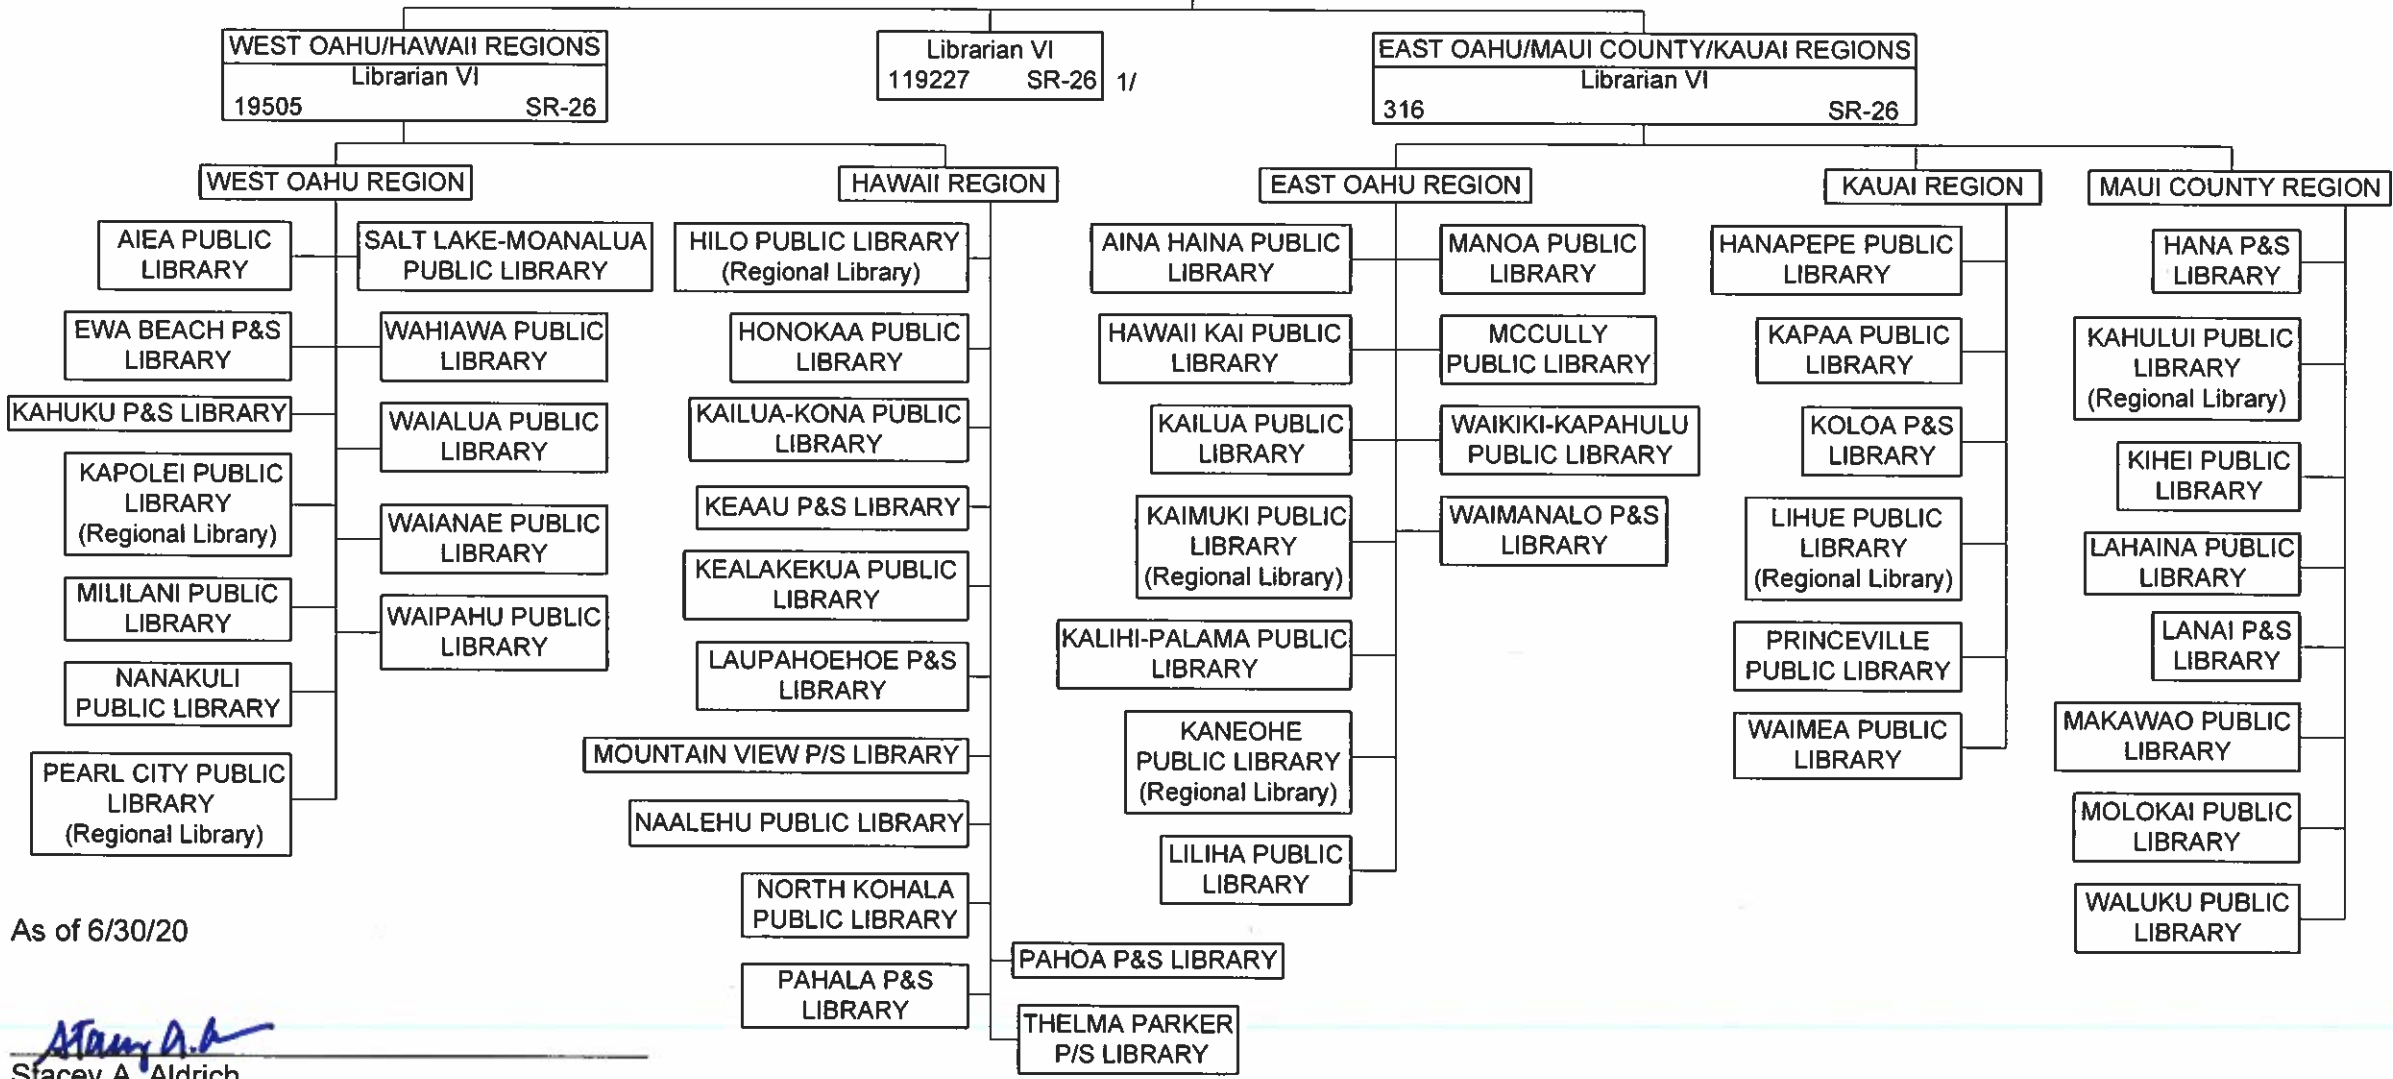 WEST OAHU/HAWAII REGIONS
Librarian VI
19505 SR-26
Librarian VI
119227 SR-26 1/
EAST OAHU/MAUI COUNTY/KAUAI REGIONS
Librarian VI
316 SR-26
WEST OAHU REGION
AIEA PUBLIC
LIBRARY
EWA BEACH P&S
LIBRARY
KAHUKU P&S LIBRARY
KAPOLEI PUBLIC
LIBRARY
(Regional Library)
MILILANI PUBLIC
LIBRARY
NANAKULI
PUBLIC LIBRARY
PEARL CITY PUBLIC
LIBRARY
(Regional Library)
SALT LAKE-MOANALUA
PUBLIC LIBRARY
WAHIAWA PUBLIC
LIBRARY
WAIALUA PUBLIC
LIBRARY
WAIANAE PUBLIC
LIBRARY
WAIPAHU PUBLIC
LIBRARY
HAWAII REGION
HILO PUBLIC LIBRARY
(Regional Library)
HONOKAA PUBLIC
LIBRARY
KAILUA-KONA PUBLIC
LIBRARY
KEAAU P&S LIBRARY
KEALAKEKUA PUBLIC
LIBRARY
LAUPAHOEHOE P&S
LIBRARY
MOUNTAIN VIEW P/S LIBRARY
NAALEHU PUBLIC LIBRARY
NORTH KOHALA
PUBLIC LIBRARY
PAHALA P&S
LIBRARY
PAHOA P&S LIBRARY
THELMA PARKER
P/S LIBRARY
EAST OAHU REGION
AINA HAINA PUBLIC
LIBRARY
HAWAII KAI PUBLIC
LIBRARY
KAILUA PUBLIC
LIBRARY
KAIMUKI PUBLIC
LIBRARY
(Regional Library)
KALIHI-PALAMA PUBLIC
LIBRARY
KANEOHE
PUBLIC LIBRARY
(Regional Library)
LILIHA PUBLIC
LIBRARY
MANOA PUBLIC
LIBRARY
MCCULLY
PUBLIC LIBRARY
WAIKIKI-KAPAHULU
PUBLIC LIBRARY
WAIMANALO P&S
LIBRARY
KAUAI REGION
HANAPEPE PUBLIC
LIBRARY
KAPAA PUBLIC
LIBRARY
KOLOA P&S
LIBRARY
LIHUE PUBLIC
LIBRARY
(Regional Library)
PRINCEVILLE
PUBLIC LIBRARY
WAIMEA PUBLIC
LIBRARY
MAUI COUNTY REGION
HANA P&S
LIBRARY
KAHULUI PUBLIC
LIBRARY
(Regional Library)
KIHEI PUBLIC
LIBRARY
LAHAINA PUBLIC
LIBRARY
LANAI P&S
LIBRARY
MAKAWAO PUBLIC
LIBRARY
MOLOKAI PUBLIC
LIBRARY
WALUKU PUBLIC
LIBRARY
As of 6/30/20
Stacey A. Aldrich